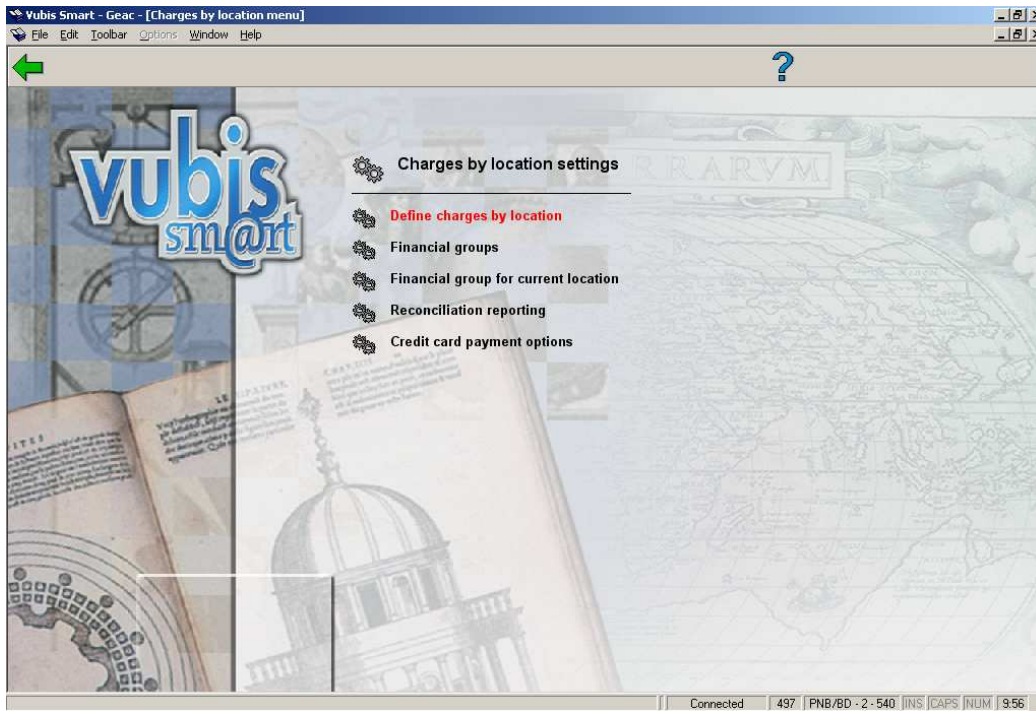 Vubis Smart - Geac - [Charges by location menu]
File Edit Toolbar Options Window Help
?
vubis
sm@rt
Charges by location settings
Define charges by location
Financial groups
Financial group for current location
Reconciliation reporting
Credit card payment options
RARVM
Connected 497 PNB/BD - 2 - 540 INS CAPS NUM 9:56